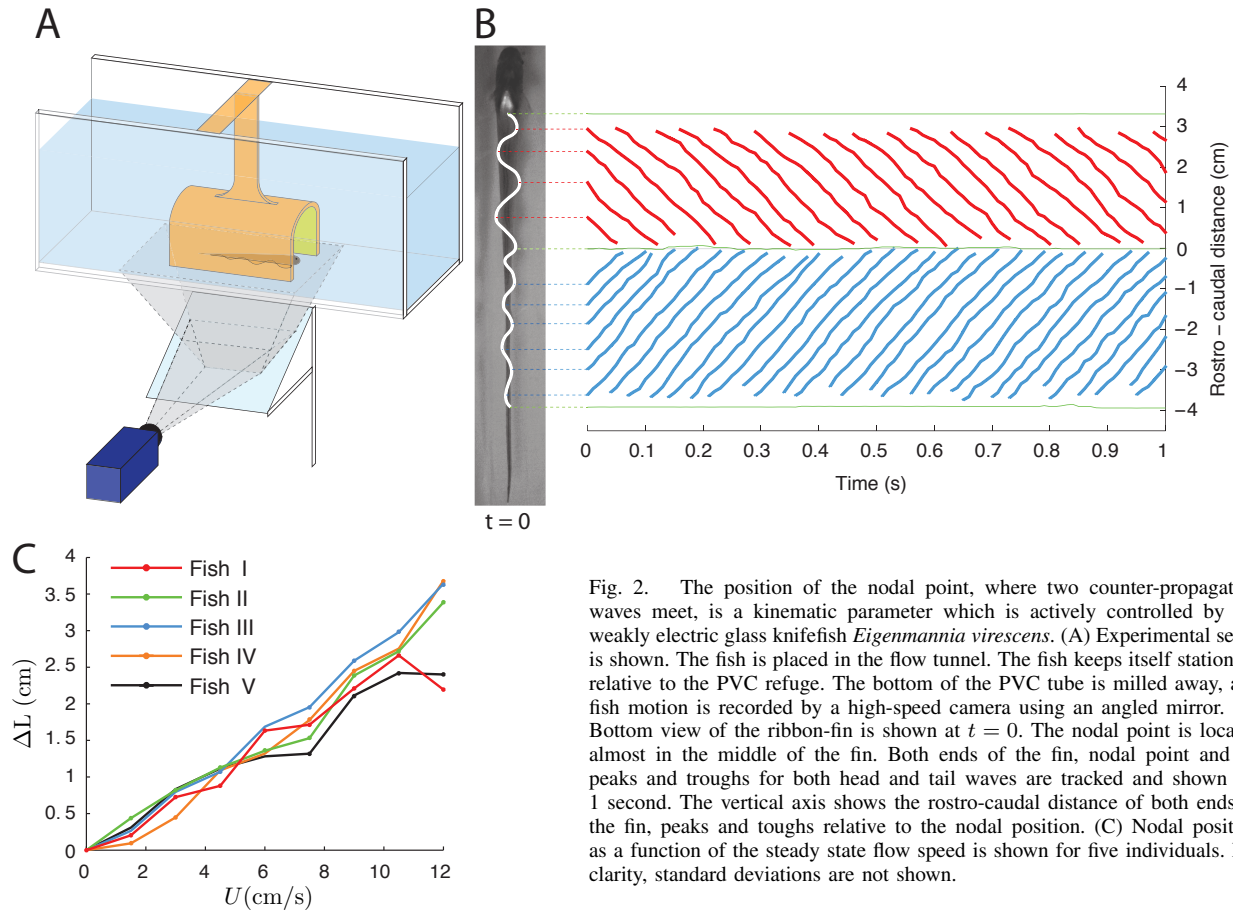 A
B
4
3
2
1
0
−1
−2
−3
−4
Rostro−caudal distance (cm)
0 0.1 0.2 0.3 0.4 0.5 0.6 0.7 0.8 0.9 1
Time (s)
t = 0
C
4
3.5
3
2.5
2
1.5
1
0.5
0
ΔL (cm)
Fish I
Fish II
Fish III
Fish IV
Fish V
0 2 4 6 8 10 12
U(cm/s)
Fig. 2. The position of the nodal point, where two counter-propagat
waves meet, is a kinematic parameter which is actively controlled by
weakly electric glass knifefish Eigenmannia virescens. (A) Experimental se
is shown. The fish is placed in the flow tunnel. The fish keeps itself station
relative to the PVC refuge. The bottom of the PVC tube is milled away, a
fish motion is recorded by a high-speed camera using an angled mirror.
Bottom view of the ribbon-fin is shown at t = 0. The nodal point is loca
almost in the middle of the fin. Both ends of the fin, nodal point and
peaks and troughs for both head and tail waves are tracked and shown
1 second. The vertical axis shows the rostro-caudal distance of both ends
the fin, peaks and toughs relative to the nodal position. (C) Nodal posit
as a function of the steady state flow speed is shown for five individuals.
clarity, standard deviations are not shown.